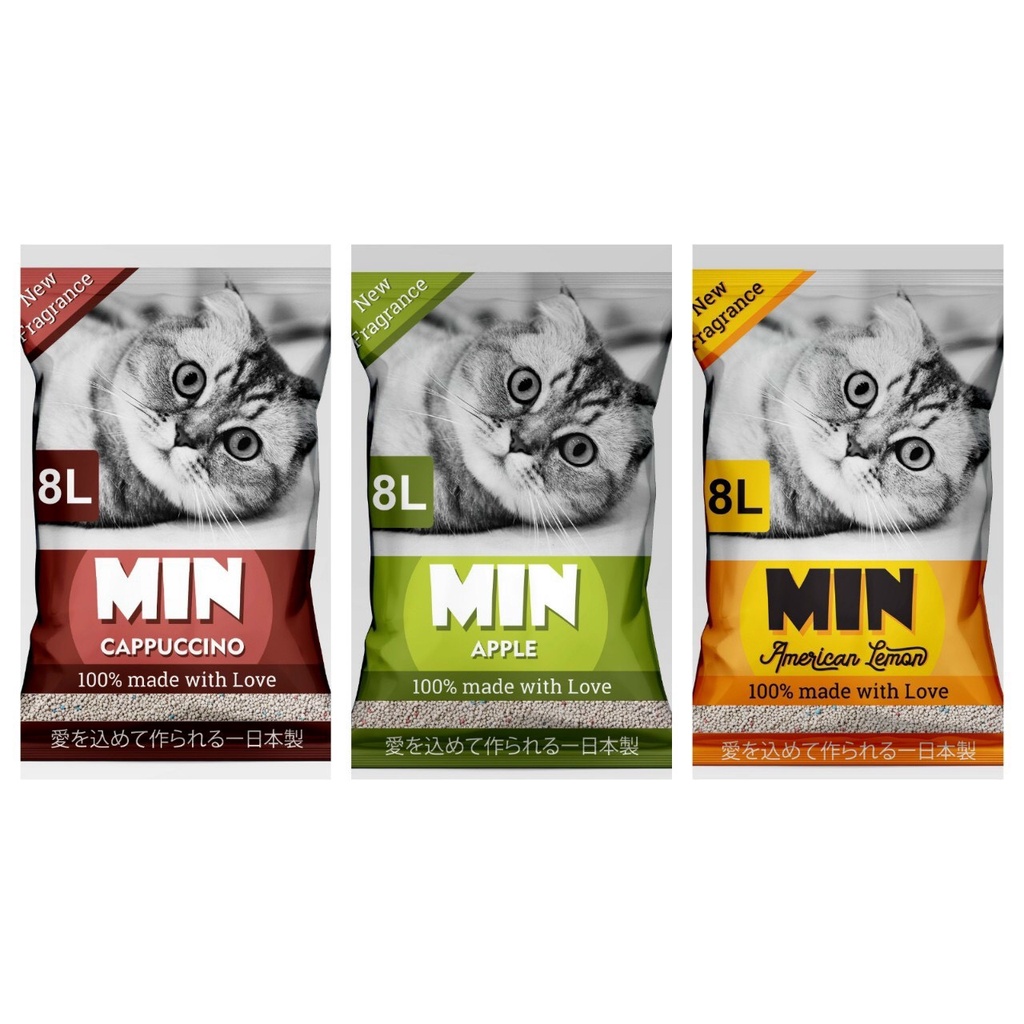 New
Fragrance
8L
MIN
CAPPUCCINO
100% made with Love
愛を込めて作られる一日本製
New
Fragrance
8L
MIN
APPLE
100% made with Love
愛を込めて作られる一日本製
New
Fragrance
8L
MIN
American Lemon
100% made with Love
愛を込めて作られる一日本製